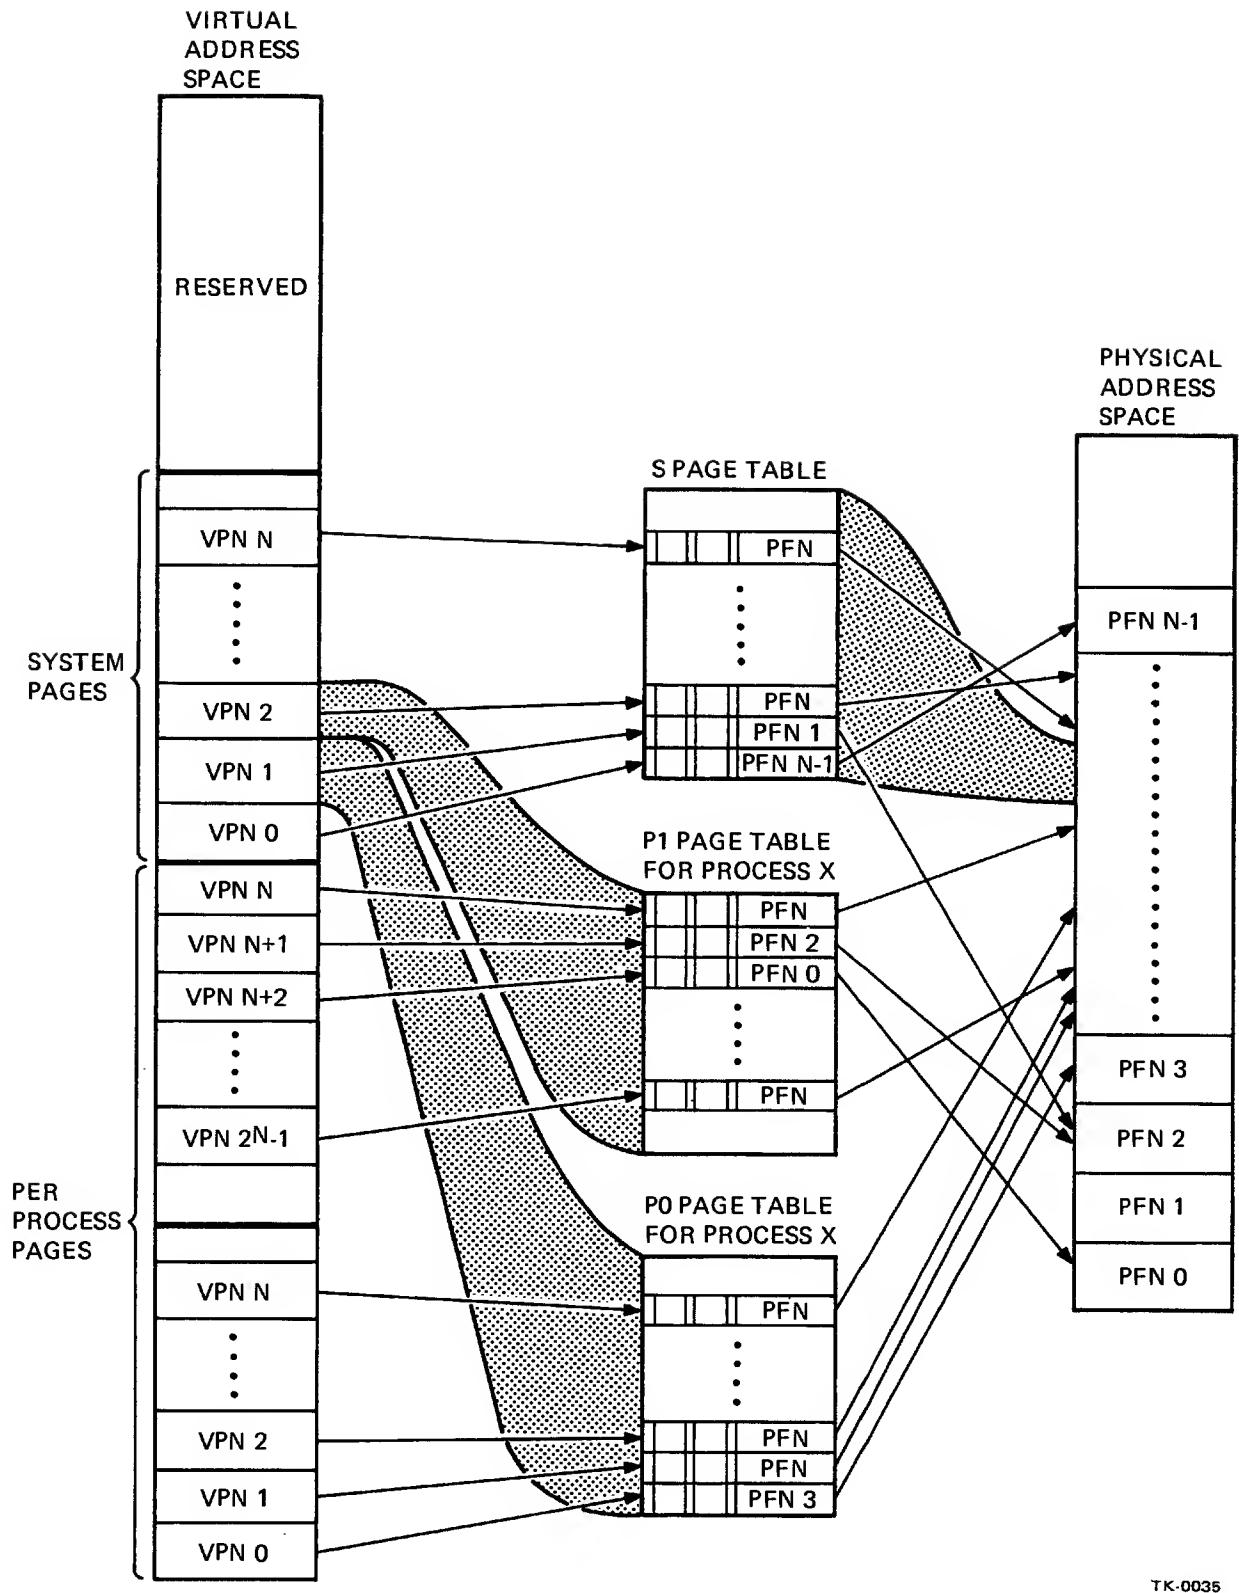 VIRTUAL
ADDRESS
SPACE
RESERVED
SYSTEM
PAGES
VPN N
VPN 2
VPN 1
VPN 0
PER
PROCESS
PAGES
VPN N
VPN N+1
VPN N+2
VPN 2N-1
VPN N
VPN 2
VPN 1
VPN 0
S PAGE TABLE
PFN
PFN
PFN 1
PFN N-1
P1 PAGE TABLE
FOR PROCESS X
PFN
PFN 2
PFN 0
PFN
P0 PAGE TABLE
FOR PROCESS X
PFN
PFN
PFN
PFN 3
PHYSICAL
ADDRESS
SPACE
PFN N-1
PFN 3
PFN 2
PFN 1
PFN 0
TK-0035